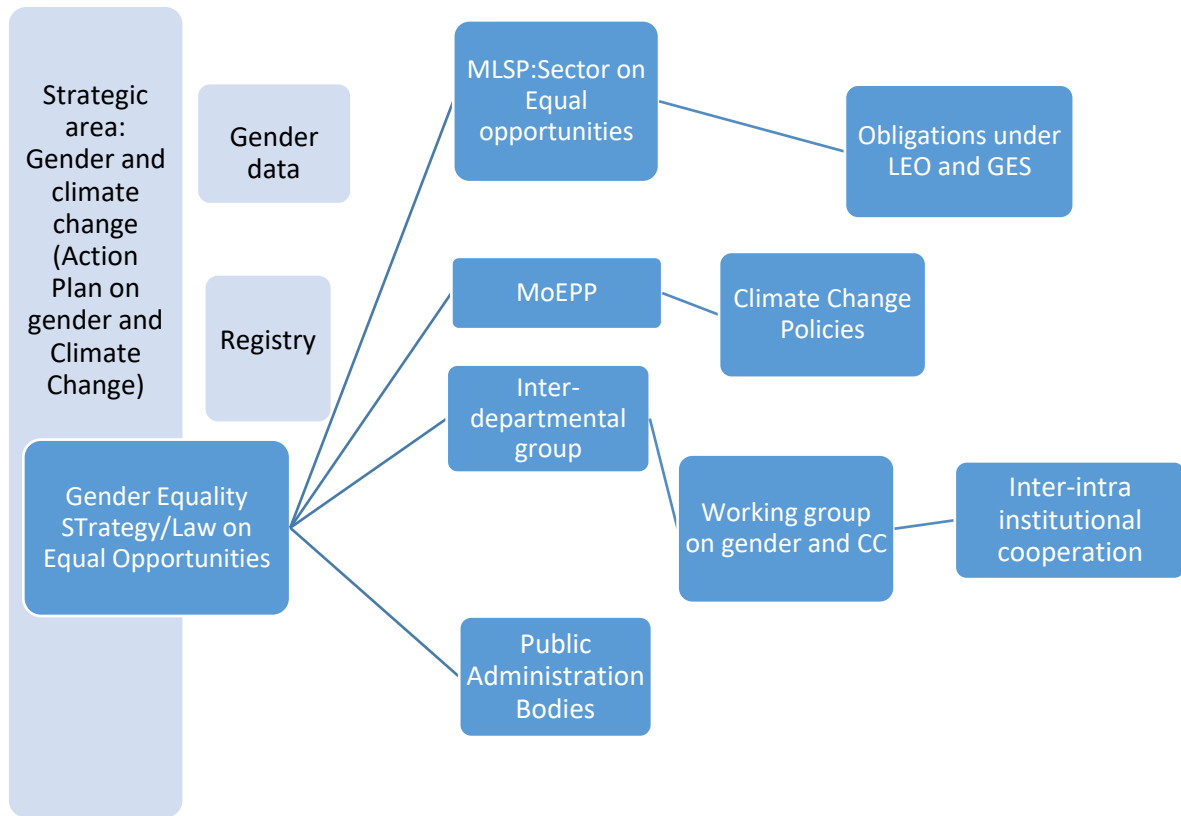 Strategic
area:
Gender and
climate
change
(Action
Plan on
gender and
Climate
Change)
Gender
data
Registry
Gender Equality
STrategy/Law on
Equal Opportunities
MLSP:Sector on
Equal
opportunities
Obligations under
LEO and GES
MoEPP
Climate Change
Policies
Inter-
departmental
group
Working group
on gender and CC
Inter-intra
institutional
cooperation
Public
Administration
Bodies